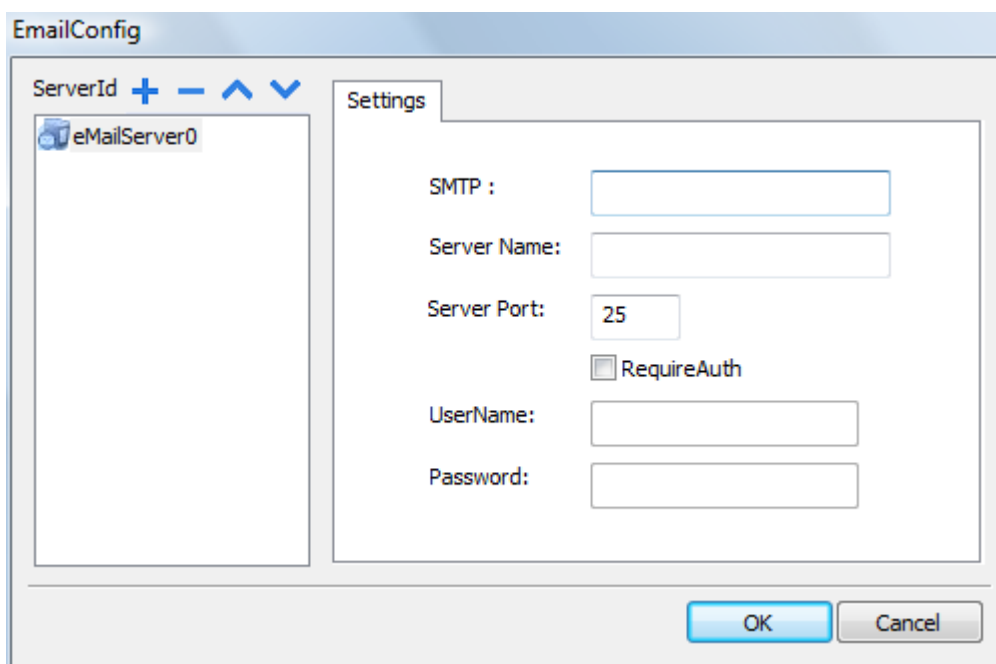 EmailConfig
ServerId
eMailServer0
Settings
SMTP :
Server Name:
Server Port:
25
RequireAuth
UserName:
Password:
OK
Cancel